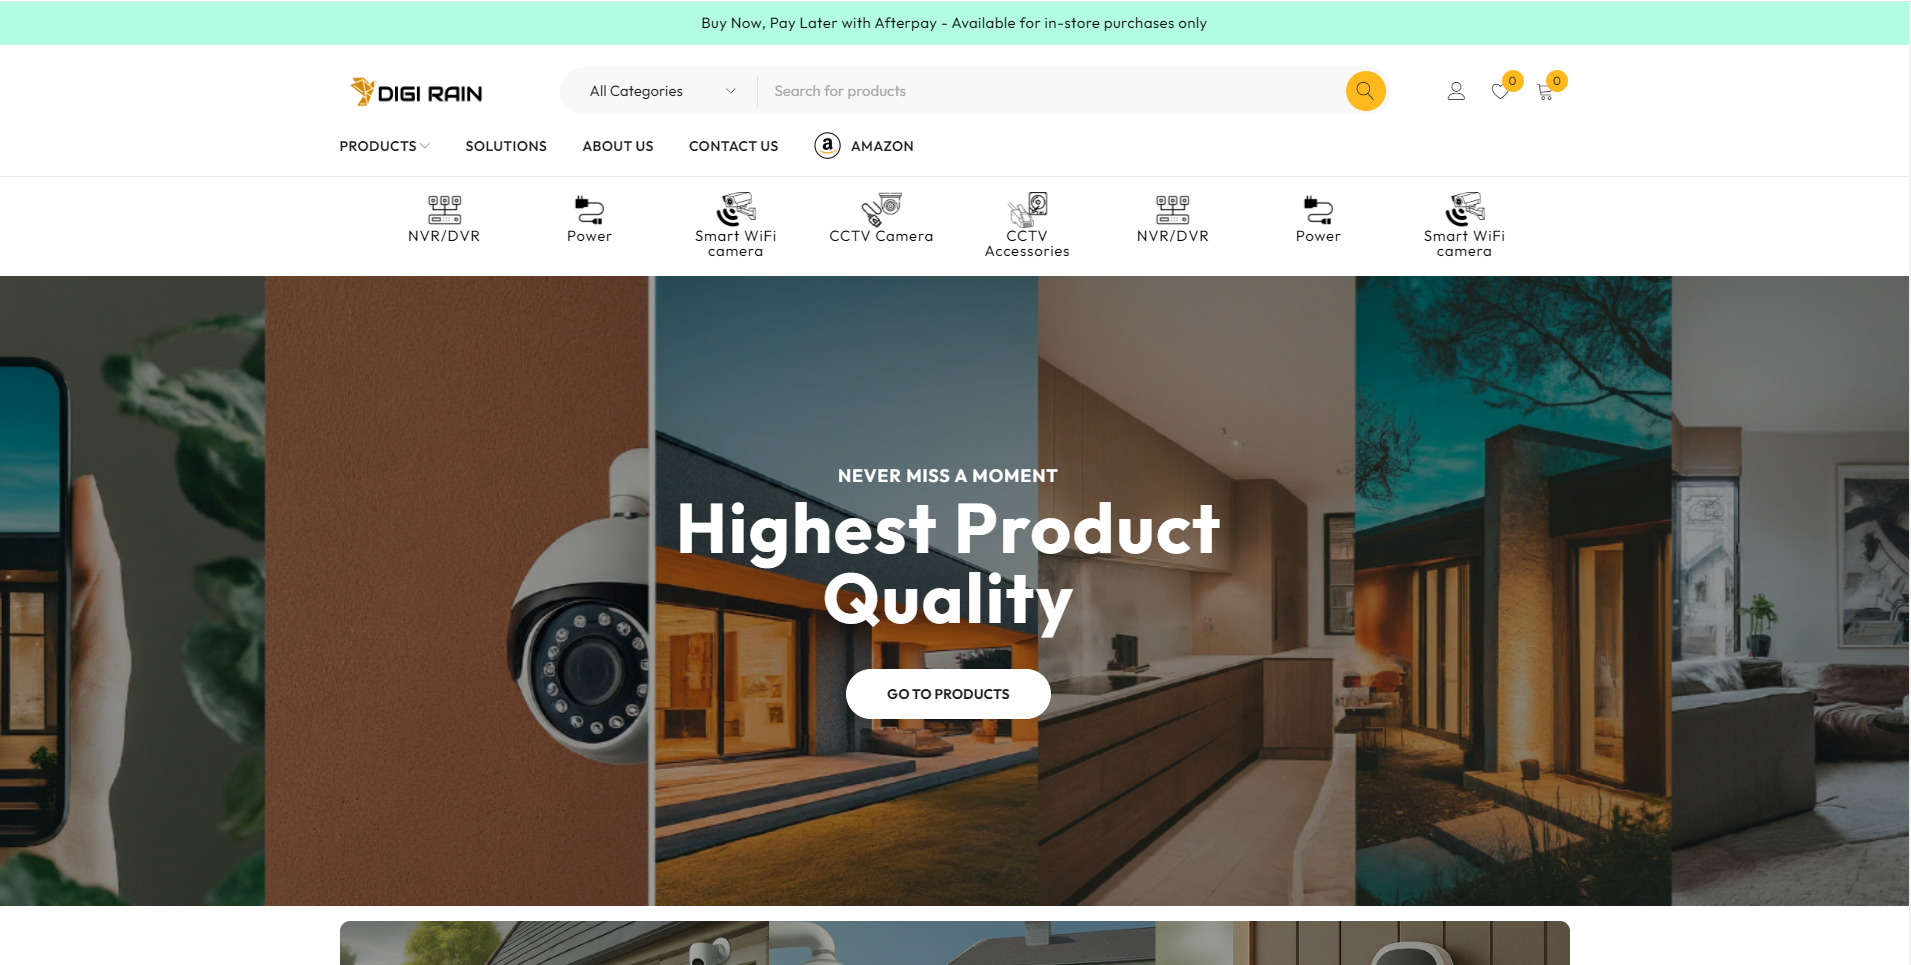 Buy Now, Pay Later with Afterpay - Available for in-store purchases only
DIGI RAIN
All Categories
Search for products
0
0
PRODUCTS
SOLUTIONS
ABOUT US
CONTACT US
a
AMAZON
NVR/DVR
Power
Smart WiFi
camera
CCTV Camera
CCTV
Accessories
NVR/DVR
Power
Smart WiFi
camera
NEVER MISS A MOMENT
Highest Product
Quality
GO TO PRODUCTS